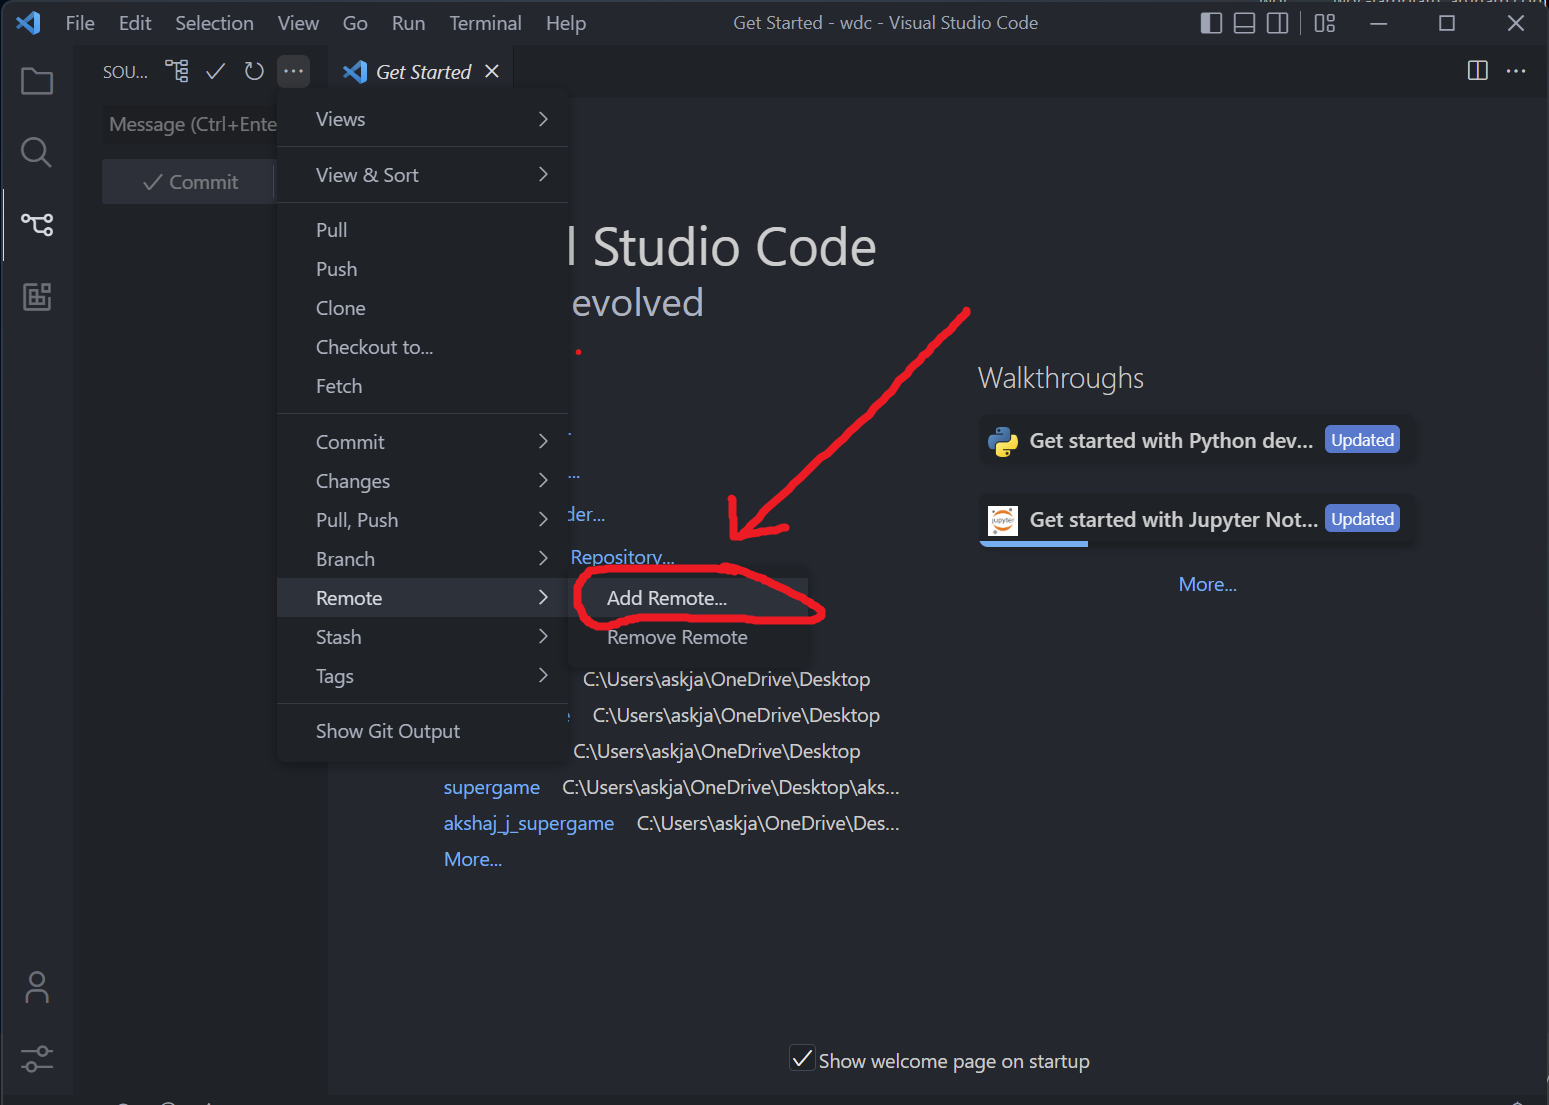 File Edit Selection View Go Run Terminal Help Get Started - wdc - Visual Studio Code
SOU... Get Started
Message (Ctrl+Ente
Commit
Views
View & Sort
Pull
Push
Clone
Checkout to...
Fetch
Commit
Changes
Pull, Push
Branch
Remote
Stash
Tags
Show Git Output
Add Remote...
Remove Remote
l Studio Code
evolved
...
der...
Repository...
C:\Users\askja\OneDrive\Desktop
C:\Users\askja\OneDrive\Desktop
C:\Users\askja\OneDrive\Desktop
supergame C:\Users\askja\OneDrive\Desktop\aks...
akshaj_j_supergame C:\Users\askja\OneDrive\Des...
More...
Walkthroughs
Get started with Python dev... Updated
jupyter Get started with Jupyter Not... Updated
More...
Show welcome page on startup